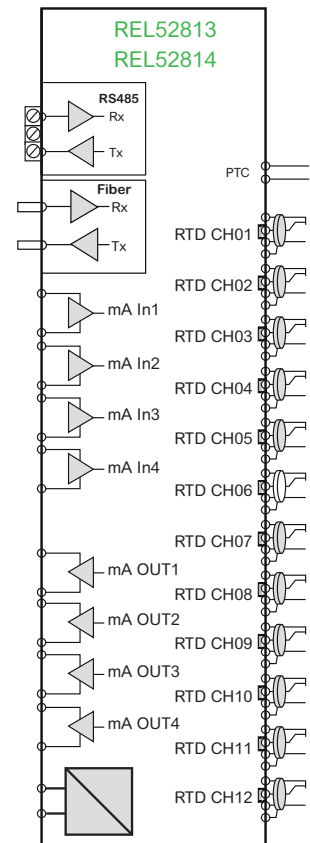 REL52813
REL52814
RS485
Rx
Tx
Fiber
Rx
Tx
mA In1
mA In2
mA In3
mA In4
mA OUT1
mA OUT2
mA OUT3
mA OUT4
PTC
RTD CH01
RTD CH02
RTD CH03
RTD CH04
RTD CH05
RTD CH06
RTD CH07
RTD CH08
RTD CH09
RTD CH10
RTD CH11
RTD CH12